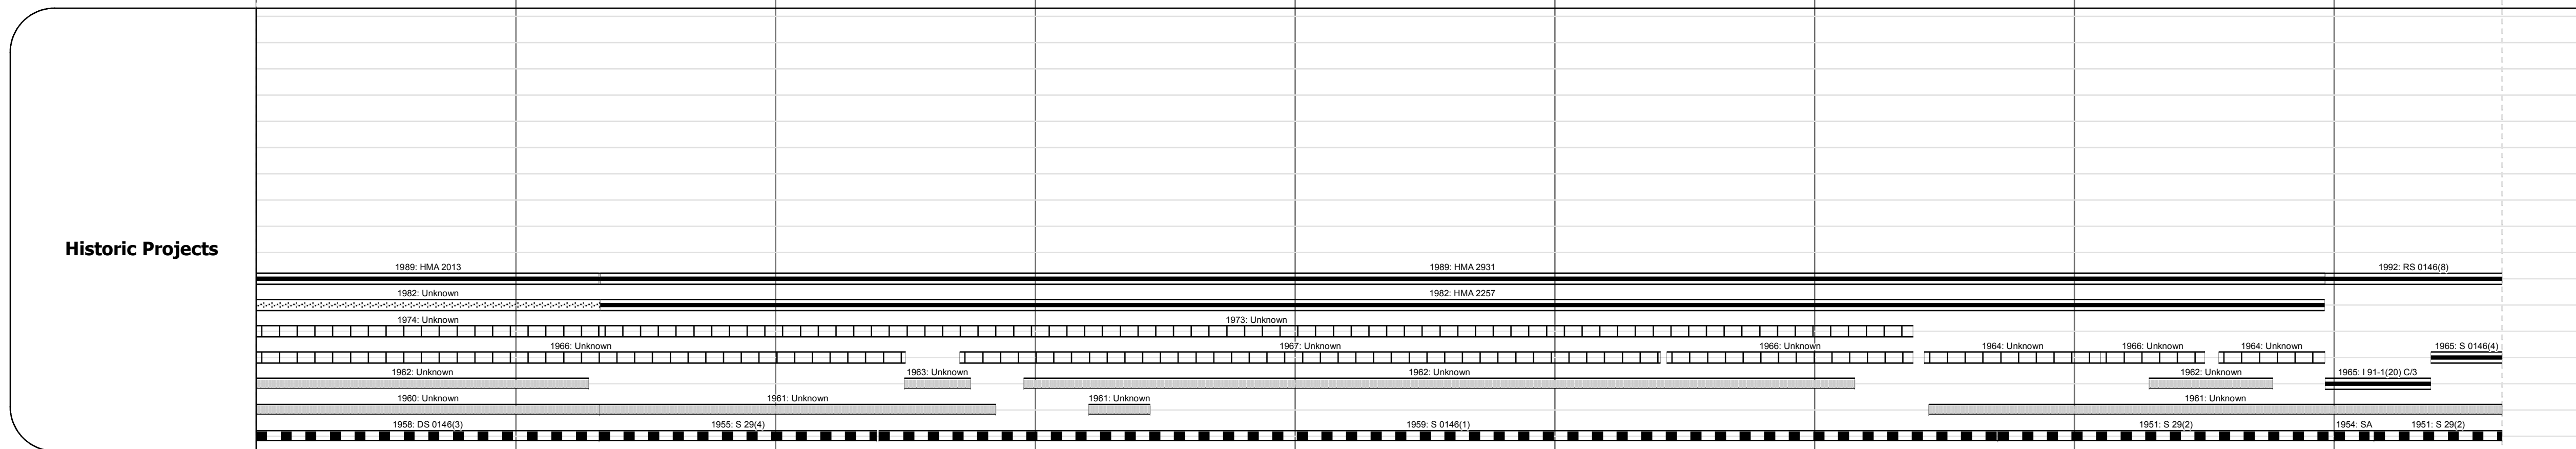 Historic Projects
1989: HMA 2013 1989: HMA 2931 1992: RS 0146(8)
1982: Unknown 1982: HMA 2257
1974: Unknown 1973: Unknown
1966: Unknown 1967: Unknown 1966: Unknown 1964: Unknown 1966: Unknown 1964: Unknown 1965: S 0146(4)
1962: Unknown 1963: Unknown 1962: Unknown 1962: Unknown 1965: I 91-1(20) C/3
1960: Unknown 1961: Unknown 1961: Unknown 1961: Unknown
1958: DS 0146(3) 1955: S 29(4) 1959: S 0146(1) 1951: S 29(2) 1954: SA 1951: S 29(2)